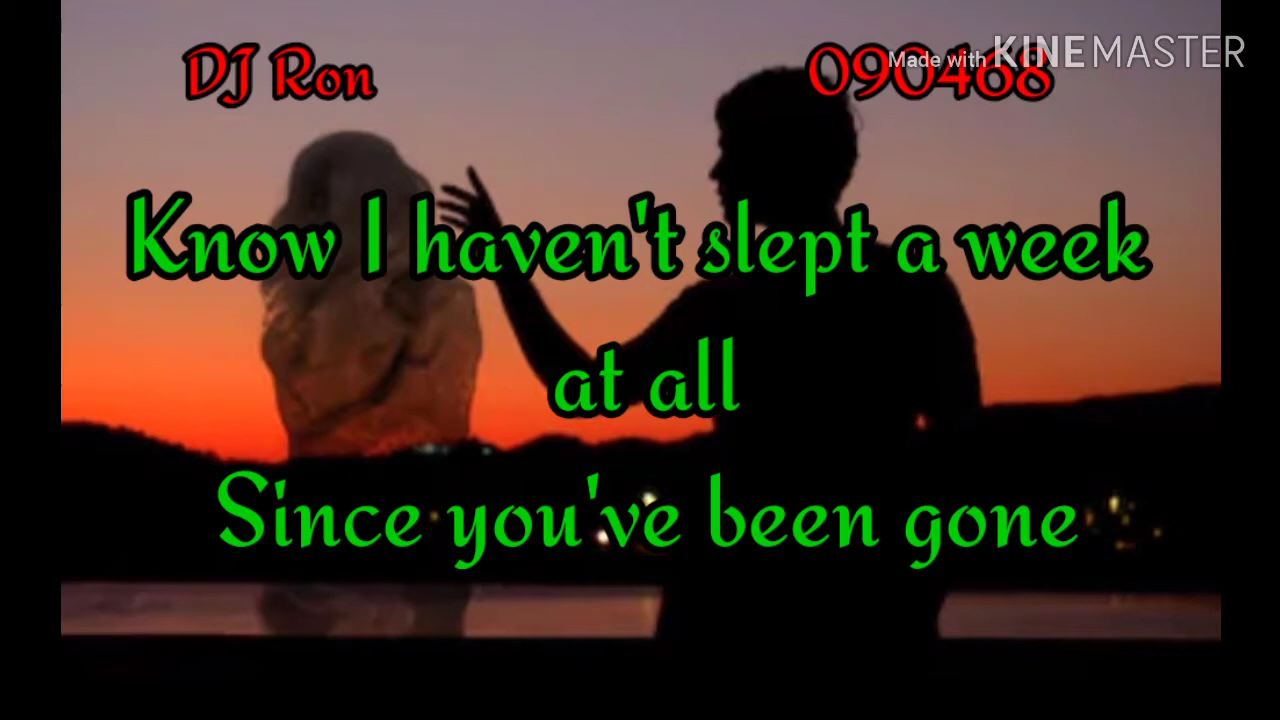 DJ Ron
090468
Made with KINEMASTER
Know I haven't slept a week
at all
Since you've been gone